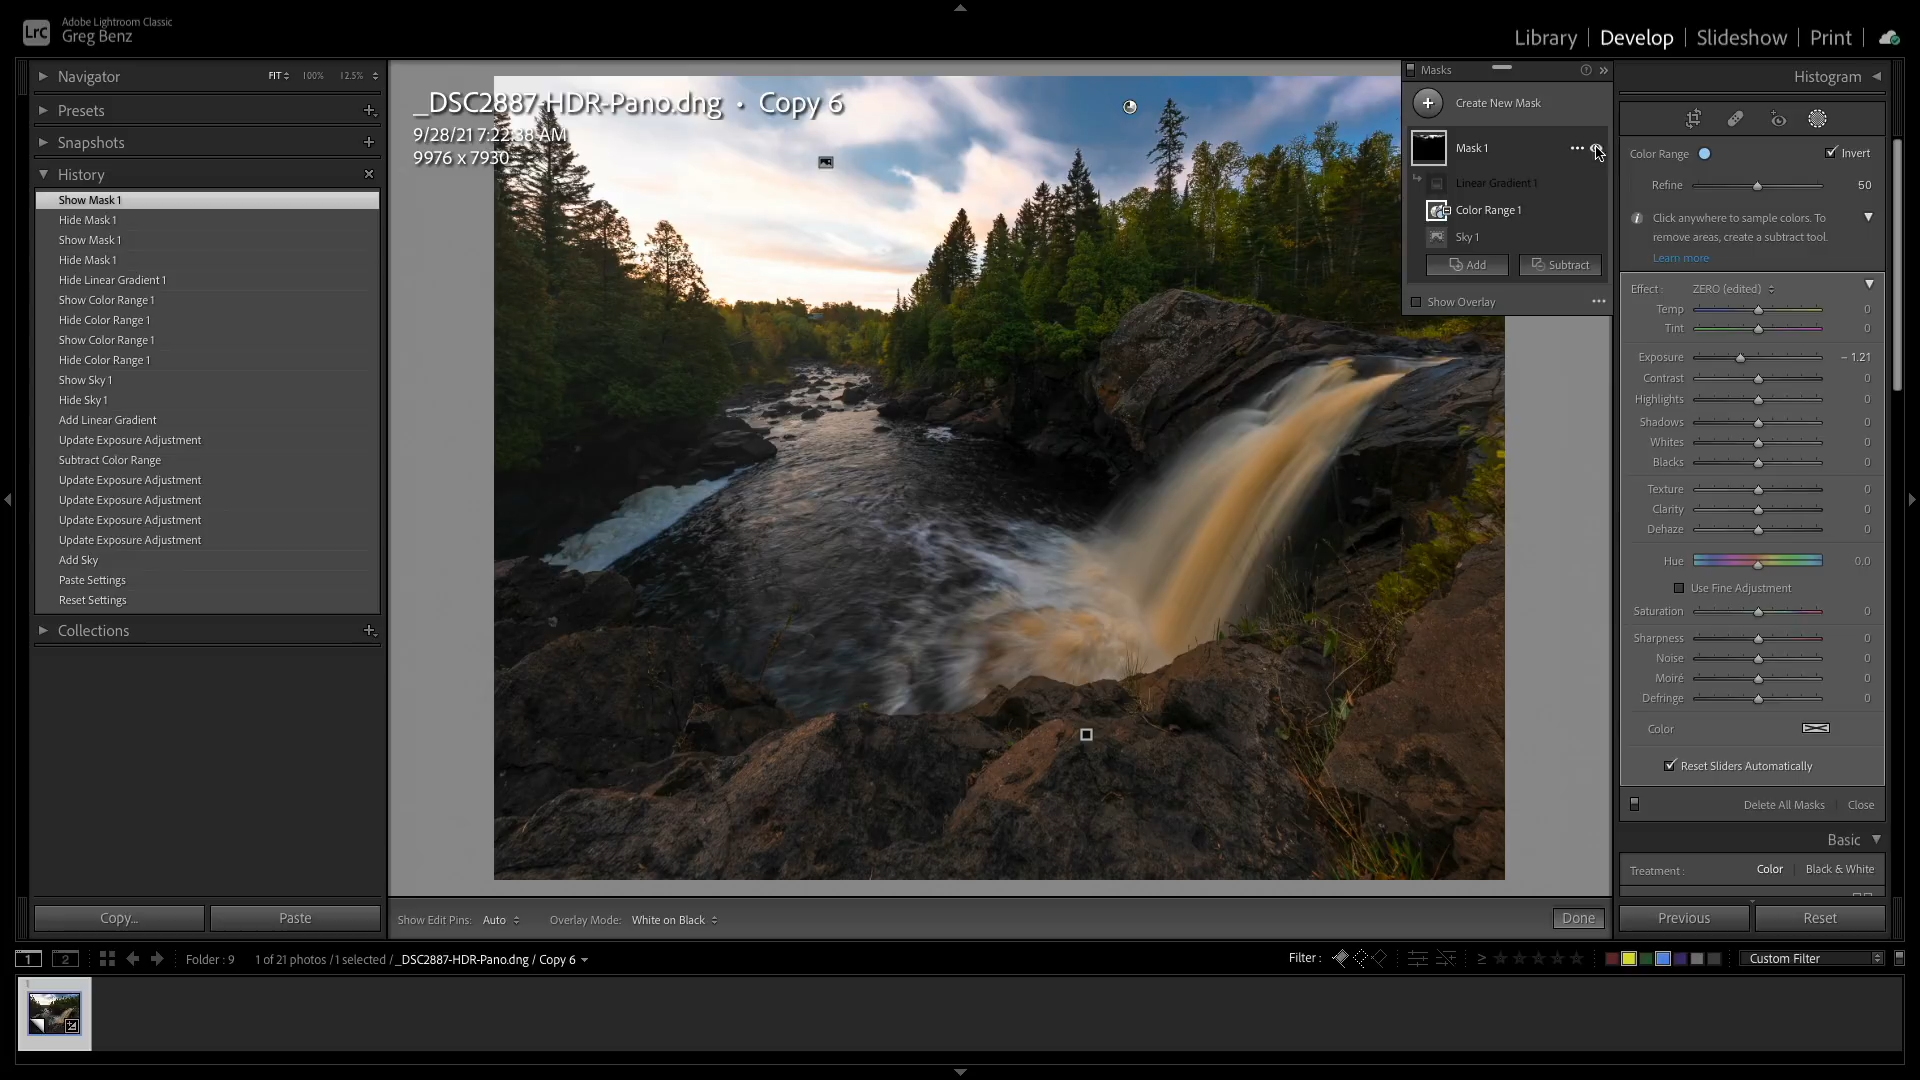 LrC
Adobe Lightroom Classic
Greg Benz
Library | Develop | Slideshow | Print
Navigator FIT 100% 12.5%
Presets
Snapshots
History
Show Mask 1
Hide Mask 1
Show Mask 1
Hide Mask 1
Hide Linear Gradient 1
Show Color Range 1
Hide Color Range 1
Show Color Range 1
Hide Color Range 1
Show Sky 1
Hide Sky 1
Add Linear Gradient
Update Exposure Adjustment
Subtract Color Range
Update Exposure Adjustment
Update Exposure Adjustment
Update Exposure Adjustment
Update Exposure Adjustment
Add Sky
Paste Settings
Reset Settings
Collections
Copy... Paste
_DSC2887-HDR-Pano.dng • Copy 6
9/28/21 7:22:38 AM
9976 x 7930
Masks
Create New Mask
Mask 1
Linear Gradient 1
Color Range 1
Sky 1
Add Subtract
Show Overlay
Histogram
Color Range Invert
Refine 50
Click anywhere to sample colors. To
remove areas, create a subtract tool.
Learn more
Effect : ZERO (edited)
Temp 0
Tint 0
Exposure – 1.21
Contrast 0
Highlights 0
Shadows 0
Whites 0
Blacks 0
Texture 0
Clarity 0
Dehaze 0
Hue 0.0
Use Fine Adjustment
Saturation 0
Sharpness 0
Noise 0
Moiré 0
Defringe 0
Color
Reset Sliders Automatically
Delete All Masks Close
Basic
Treatment : Color | Black & White
Previous Reset
Show Edit Pins: Auto Overlay Mode: White on Black Done
1 2 Folder : 9 1 of 21 photos / 1 selected / _DSC2887-HDR-Pano.dng / Copy 6 Filter : ≥ Custom Filter
1